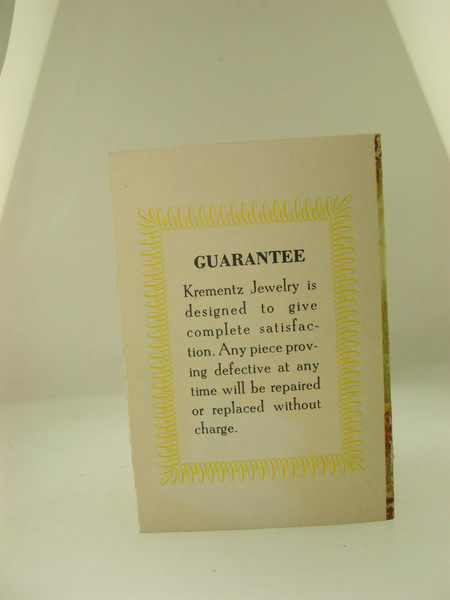 GUARANTEE
Krementz Jewelry is
designed to give
complete satisfac-
tion. Any piece prov-
ing defective at any
time will be repaired
or replaced without
charge.